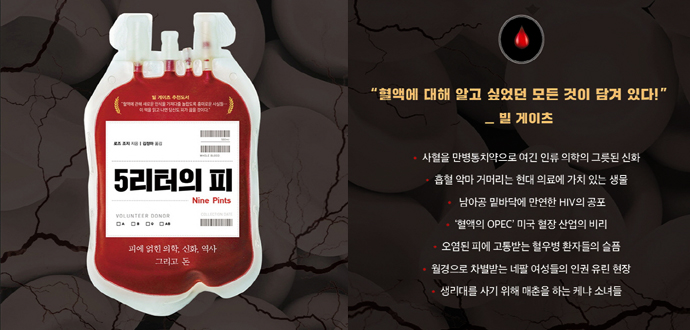 빌 게이츠 추천도서
로즈 조지 지음 | 김정아 옮김
WHOLE BLOOD
5리터의 피
Nine Pints
VOLUNTEER DONOR
COLLECTION DATE
A B O AB
피에 얽힌 의학, 신화, 역사
그리고 돈
“혈액에 대해 알고 싶었던 모든 것이 담겨 있다!”
_ 빌 게이츠
• 사혈을 만병통치약으로 여긴 인류 의학의 그릇된 신화
• 흡혈 악마 거머리는 현대 의료에 가치 있는 생물
• 남아공 밑바닥에 만연한 HIV의 공포
• ‘혈액의 OPEC’ 미국 혈장 산업의 비리
• 오염된 피에 고통받는 혈우병 환자들의 슬픔
• 월경으로 차별받는 네팔 여성들의 인권 유린 현장
• 생리대를 사기 위해 매춘을 하는 케냐 소녀들